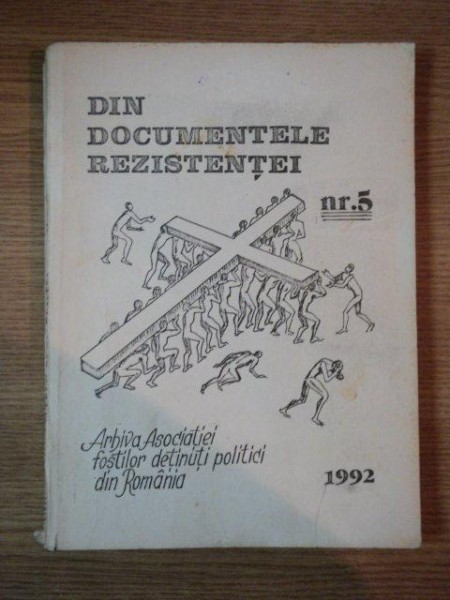 DIN
DOCUMENTELE
REZISTENȚEI
nr.5
Arhiva Asociației
foștilor deținuți politici
din România
1992